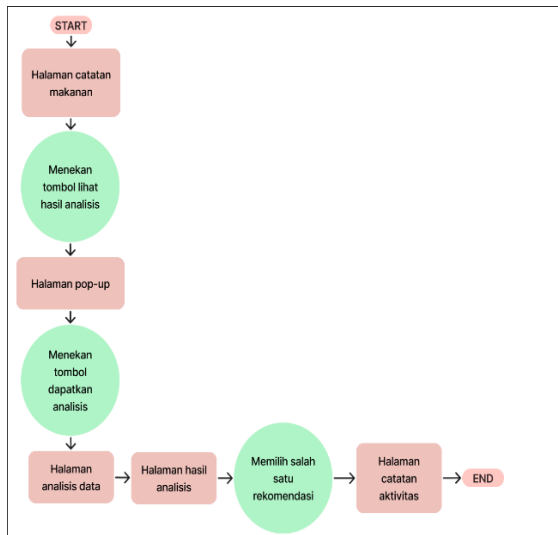 START
Halaman catatan
makanan
Menekan
tombol lihat
hasil analisis
Halaman pop-up
Menekan
tombol
dapatkan
analisis
Halaman
analisis data
Halaman hasil
analisis
Memilih salah
satu
rekomendasi
Halaman
catatan
aktivitas
END